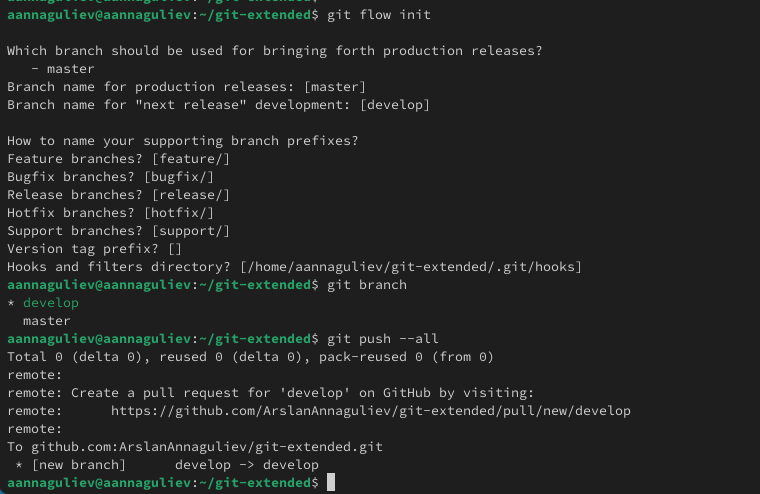 aannaguliev@aannaguliev:~/git-extended$ git flow init
Which branch should be used for bringing forth production releases?
   - master
Branch name for production releases: [master]
Branch name for "next release" development: [develop]
How to name your supporting branch prefixes?
Feature branches? [feature/]
Bugfix branches? [bugfix/]
Release branches? [release/]
Hotfix branches? [hotfix/]
Support branches? [support/]
Version tag prefix? []
Hooks and filters directory? [/home/aannaguliev/git-extended/.git/hooks]
aannaguliev@aannaguliev:~/git-extended$ git branch
* develop
  master
aannaguliev@aannaguliev:~/git-extended$ git push --all
Total 0 (delta 0), reused 0 (delta 0), pack-reused 0 (from 0)
remote:
remote: Create a pull request for 'develop' on GitHub by visiting:
remote:      https://github.com/ArslanAnnaguliev/git-extended/pull/new/develop
remote:
To github.com:ArslanAnnaguliev/git-extended.git
 * [new branch]      develop -> develop
aannaguliev@aannaguliev:~/git-extended$